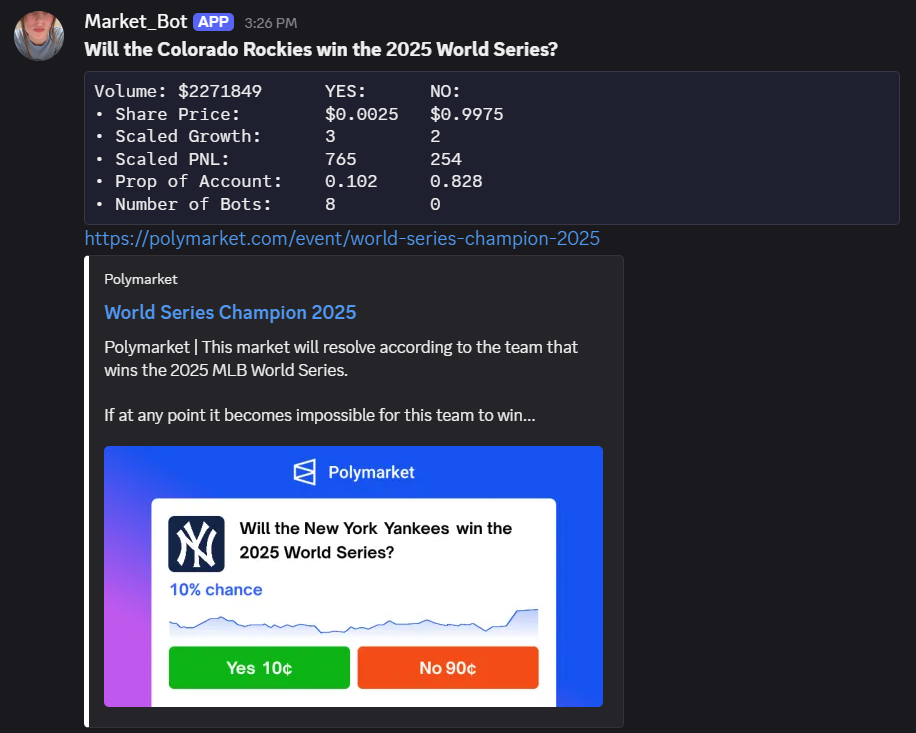 Market_Bot APP 3:26 PM
Will the Colorado Rockies win the 2025 World Series?
Volume: $2271849 YES: NO:
• Share Price: $0.0025 $0.9975
• Scaled Growth: 3 2
• Scaled PNL: 765 254
• Prop of Account: 0.102 0.828
• Number of Bots: 8 0
https://polymarket.com/event/world-series-champion-2025
Polymarket
World Series Champion 2025
Polymarket | This market will resolve according to the team that
wins the 2025 MLB World Series.
If at any point it becomes impossible for this team to win...
Polymarket
NY
Will the New York Yankees win the
2025 World Series?
10% chance
Yes 10¢ No 90¢